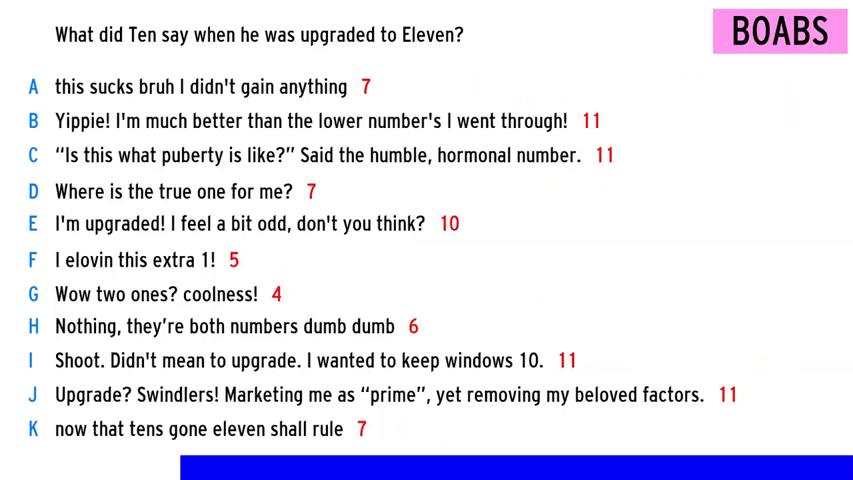 What did Ten say when he was upgraded to Eleven?
BOABS
A this sucks bruh I didn't gain anything 7
B Yippie! I'm much better than the lower number's I went through! 11
C “Is this what puberty is like?” Said the humble, hormonal number. 11
D Where is the true one for me? 7
E I'm upgraded! I feel a bit odd, don't you think? 10
F I elovin this extra 1! 5
G Wow two ones? coolness! 4
H Nothing, they’re both numbers dumb dumb 6
I Shoot. Didn't mean to upgrade. I wanted to keep windows 10. 11
J Upgrade? Swindlers! Marketing me as “prime”, yet removing my beloved factors. 11
K now that tens gone eleven shall rule 7